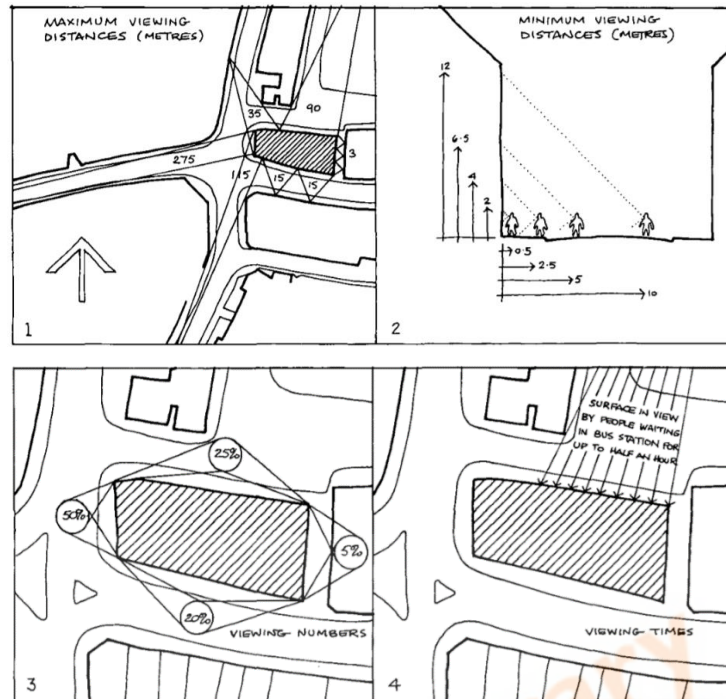 MAXIMUM VIEWING
DISTANCES (METRES)
35
90
275
115
15
15
3
1
MINIMUM VIEWING
DISTANCES (METRES)
12
6.5
4
2
0.5
2.5
5
10
2
25%
50%
5%
20%
VIEWING NUMBERS
3
SURFACE IN VIEW
BY PEOPLE WAITING
IN BUS STATION FOR
UP TO HALF AN HOUR
VIEWING TIMES
4